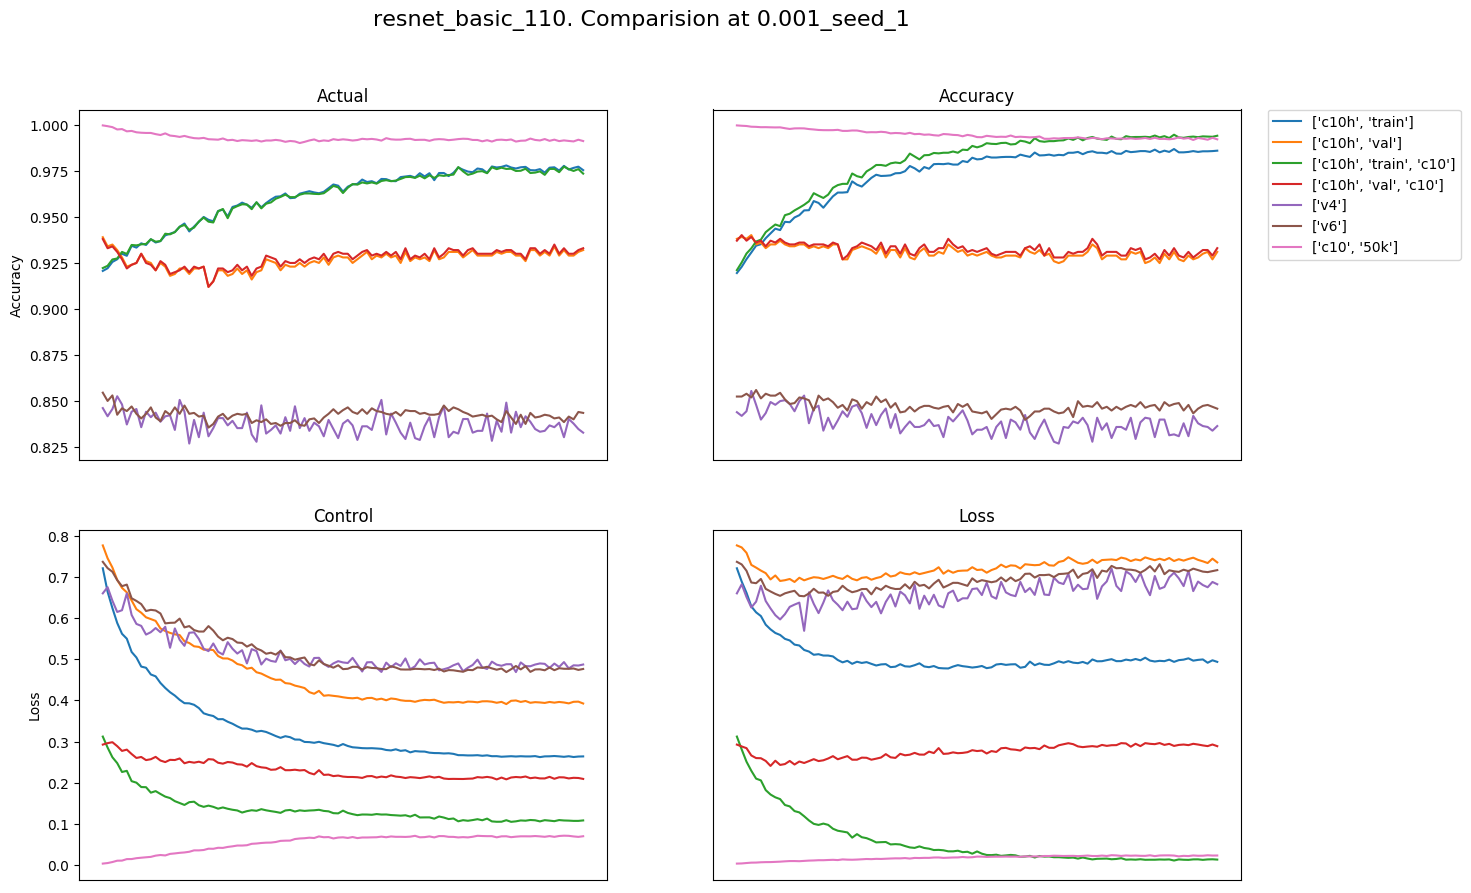 resnet_basic_110. Comparision at 0.001_seed_1
Actual
Accuracy
1.000
0.975
0.950
0.925
0.900
0.875
0.850
0.825
Accuracy
['c10h', 'train']
['c10h', 'val']
['c10h', 'train', 'c10']
['c10h', 'val', 'c10']
['v4']
['v6']
['c10', '50k']
Control
Loss
0.8
0.7
0.6
0.5
0.4
0.3
0.2
0.1
0.0
Loss